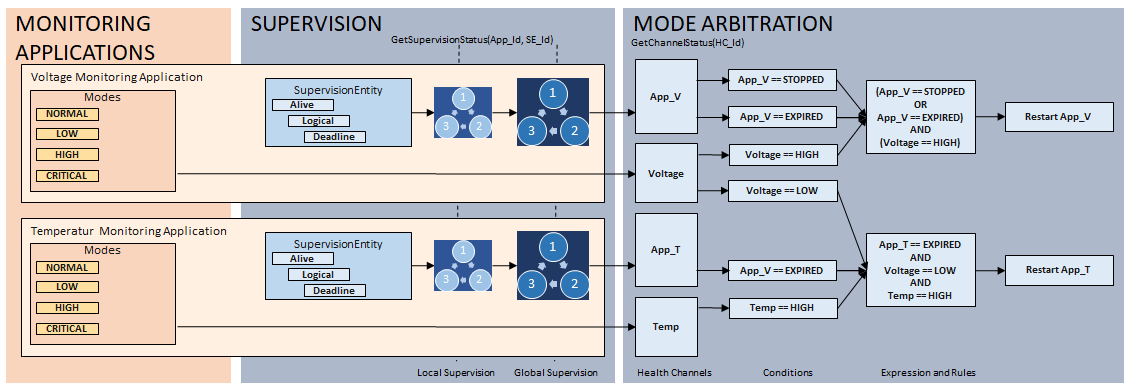 MONITORING
APPLICATIONS
SUPERVISION
MODE ARBITRATION
GetSupervisionStatus(App_Id, SE_Id)
GetChannelStatus(HC_Id)
Voltage Monitoring Application
Modes
NORMAL
LOW
HIGH
CRITICAL
SupervisionEntity
Alive
Logical
Deadline
1
3
2
1
3
2
App_V
Voltage
App_V == STOPPED
App_V == EXPIRED
Voltage == HIGH
Voltage == LOW
(App_V == STOPPED
OR
App_V == EXPIRED)
AND
(Voltage == HIGH)
Restart App_V
Temperatur Monitoring Application
Modes
NORMAL
LOW
HIGH
CRITICAL
SupervisionEntity
Alive
Logical
Deadline
1
3
2
1
3
2
App_T
Temp
App_V == EXPIRED
Temp == HIGH
App_T == EXPIRED
AND
Voltage == LOW
AND
Temp == HIGH
Restart App_T
Local Supervision
Global Supervision
Health Channels
Conditions
Expression and Rules